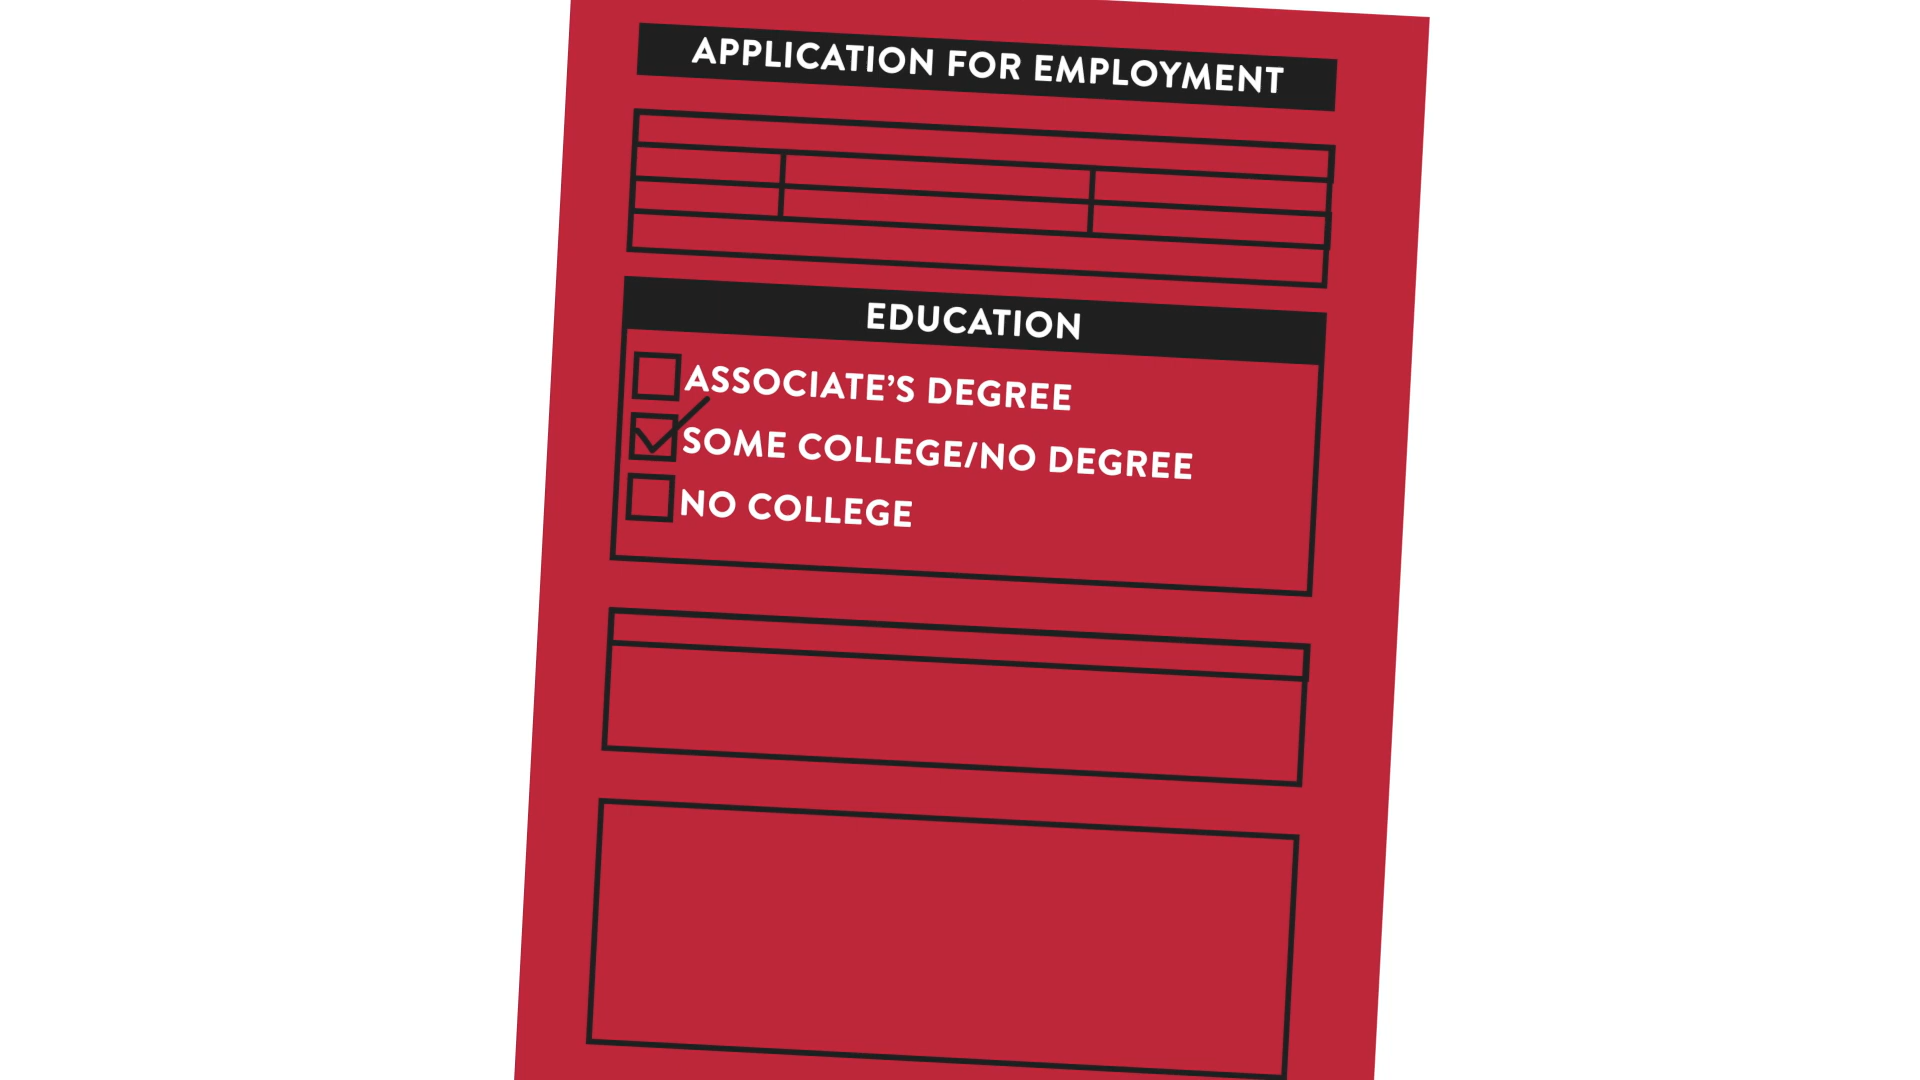 APPLICATION FOR EMPLOYMENT
EDUCATION
ASSOCIATE’S DEGREE
SOME COLLEGE/NO DEGREE
NO COLLEGE